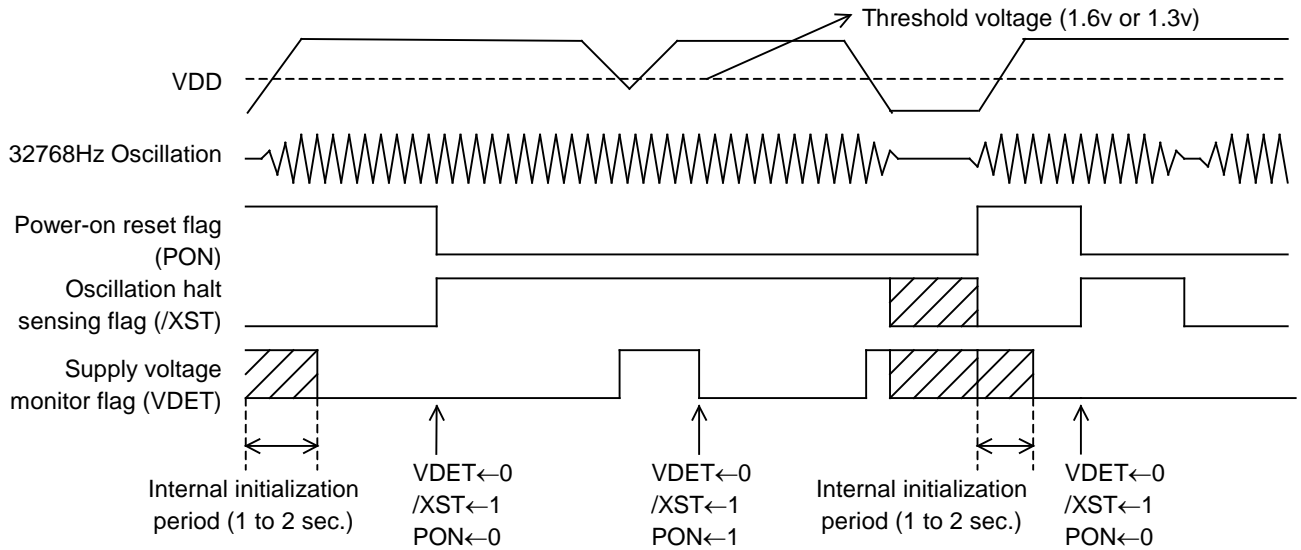 Threshold voltage (1.6v or 1.3v)
VDD
32768Hz Oscillation
Power-on reset flag
(PON)
Oscillation halt
sensing flag (/XST)
Supply voltage
monitor flag (VDET)
Internal initialization
period (1 to 2 sec.)
VDET←0
/XST←1
PON←0
VDET←0
/XST←1
PON←1
Internal initialization
period (1 to 2 sec.)
VDET←0
/XST←1
PON←0